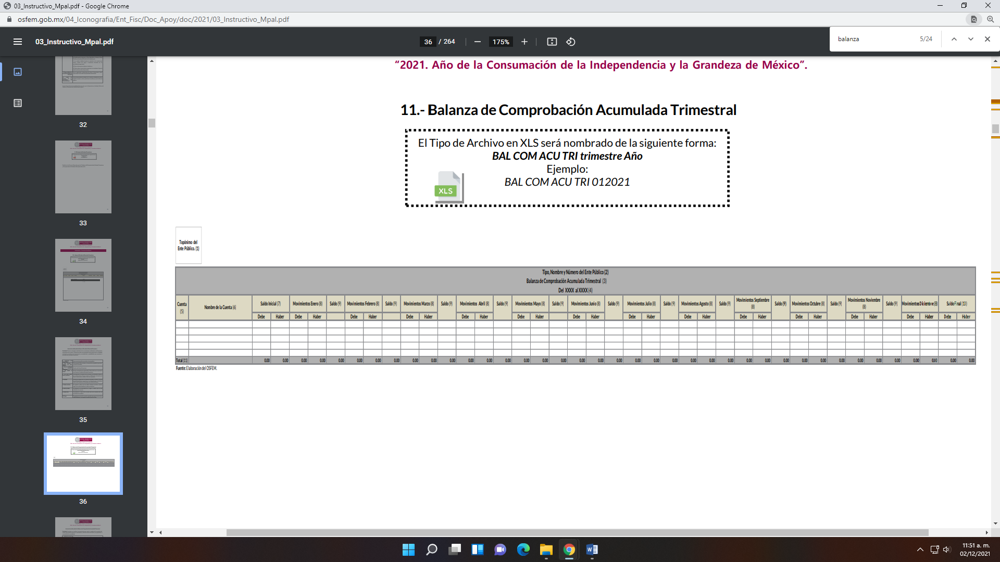 03_Instructivo_Mpal.pdf - Google Chrome
osfem.gob.mx/04_Iconografia/Ent_Fisc/Doc_Apoy/doc/2021/03_Instructivo_Mpal.pdf
03_Instructivo_Mpal.pdf
36 / 264
175%
balanza
5/24
32
33
34
35
36
“2021. Año de la Consumación de la Independencia y la Grandeza de México”.
11.- Balanza de Comprobación Acumulada Trimestral
El Tipo de Archivo en XLS será nombrado de la siguiente forma:
BAL COM ACU TRI trimestre Año
Ejemplo:
BAL COM ACU TRI 012021
XLS
Topónimo del
Ente Público. (1)
Tipo, Nombre y Número del Ente Público (2)
Balanza de Comprobación Acumulada Trimestral (3)
Del XXXX al XXXX (4)
Cuenta (5) Nombre de la Cuenta (6) Saldo Inicial (7) Movimientos Enero (8) Saldo (9) Movimientos Febrero (8) Saldo (9) Movimientos Marzo (8) Saldo (9) Movimientos Abril (8) Saldo (9) Movimientos Mayo (8) Saldo (9) Movimientos Junio (8) Saldo (9) Movimientos Julio (8) Saldo (9) Movimientos Agosto (8) Saldo (9) Movimientos Septiembre (8) Saldo (9) Movimientos Octubre (8) Saldo (9) Movimientos Noviembre (8) Saldo (9) Movimientos Diciembre (8) Saldo Final (10)
Debe Haber Debe Haber Debe Haber Debe Haber Debe Haber Debe Haber Debe Haber Debe Haber Debe Haber Debe Haber Debe Haber Debe Haber Debe Haber Debe Haber
Total (11) 0.00 0.00 0.00 0.00 0.00 0.00 0.00 0.00 0.00 0.00 0.00 0.00 0.00 0.00 0.00 0.00 0.00 0.00 0.00 0.00 0.00 0.00 0.00 0.00 0.00 0.00 0.00 0.00 0.00 0.00 0.00 0.00 0.00 0.00 0.00 0.00 0.00 0.00 0.00
Fuente: Elaboración del OSFEM.
11:51 a. m.
02/12/2021